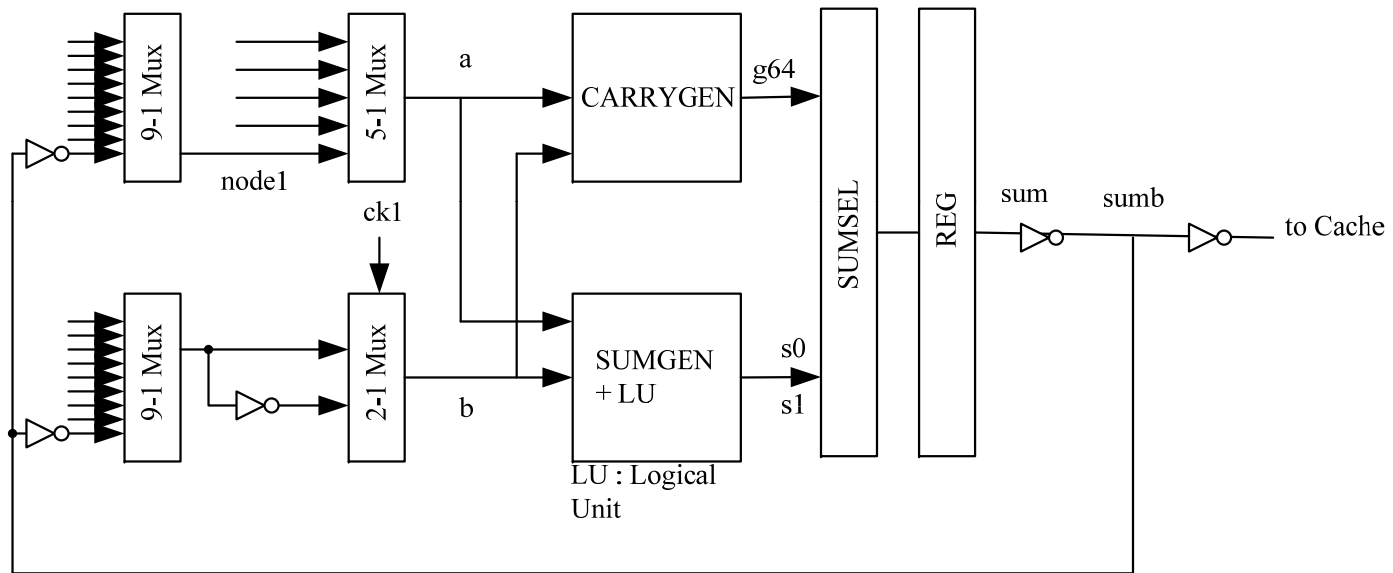 9-1 Mux
5-1 Mux
a
CARRYGEN
g64
node1
ck1
SUMSEL
REG
sum
sumb
to Cache
9-1 Mux
2-1 Mux
b
SUMGEN
+ LU
s0
s1
LU : Logical
Unit